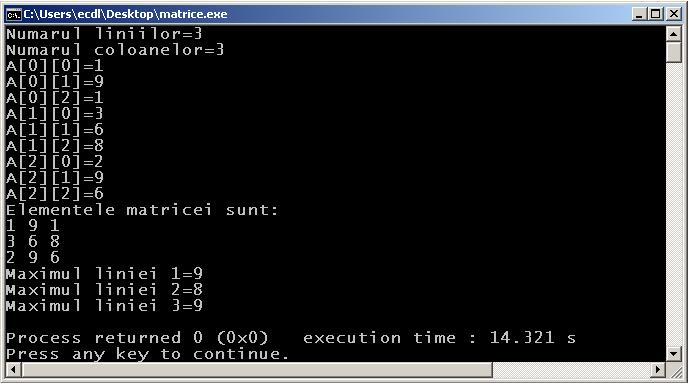 C:\Users\ecdl\Desktop\matrice.exe
Numarul liniilor=3
Numarul coloanelor=3
A[0][0]=1
A[0][1]=9
A[0][2]=1
A[1][0]=3
A[1][1]=6
A[1][2]=8
A[2][0]=2
A[2][1]=9
A[2][2]=6
Elementele matricei sunt:
1 9 1
3 6 8
2 9 6
Maximul liniei 1=9
Maximul liniei 2=8
Maximul liniei 3=9
Process returned 0 (0x0)   execution time : 14.321 s
Press any key to continue.